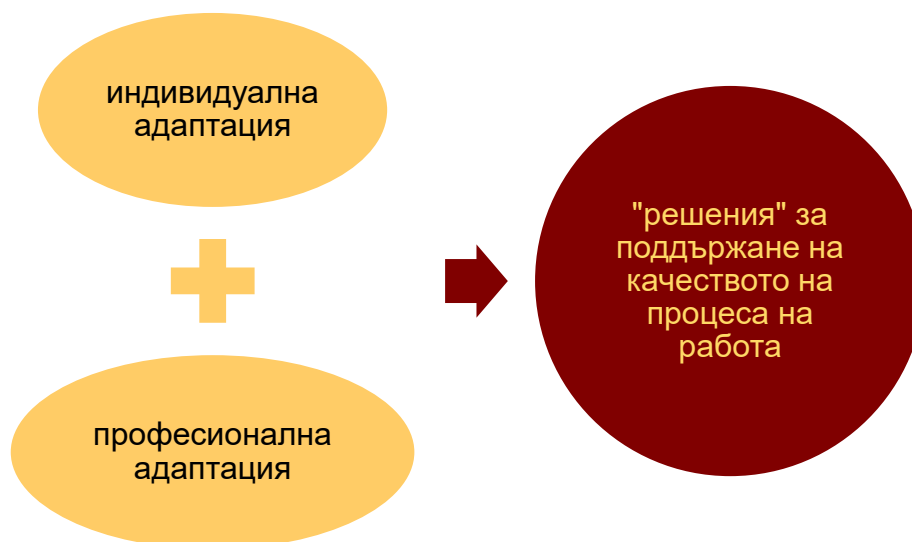 индивидуална
адаптация
професионална
адаптация
"решения" за
поддържане на
качеството на
процеса на
работа